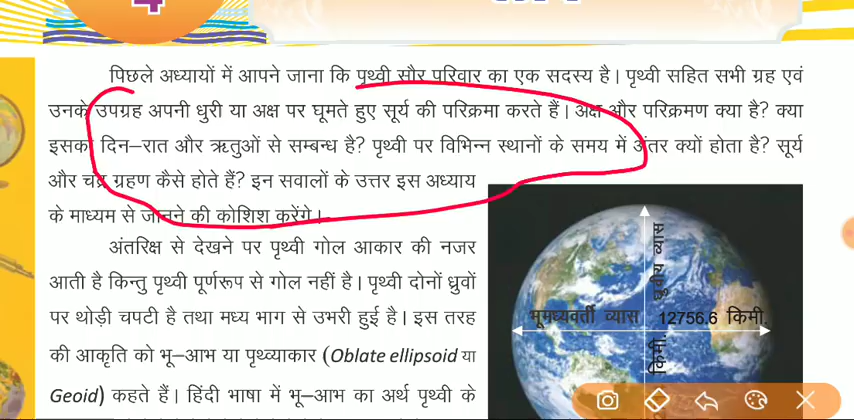 4
पिछले अध्यायों में आपने जाना कि पृथ्वी सौर परिवार का एक सदस्य है। पृथ्वी सहित सभी ग्रह एवं
उनके उपग्रह अपनी धुरी या अक्ष पर घूमते हुए सूर्य की परिक्रमा करते हैं। अक्ष और परिक्रमण क्या है? क्या
इसका दिन–रात और ऋतुओं से सम्बन्ध है? पृथ्वी पर विभिन्न स्थानों के समय में अंतर क्यों होता है? सूर्य
और चंद्र ग्रहण कैसे होते हैं? इन सवालों के उत्तर इस अध्याय
के माध्यम से जानने की कोशिश करेंगे।
अंतरिक्ष से देखने पर पृथ्वी गोल आकार की नजर
आती है किन्तु पृथ्वी पूर्णरूप से गोल नहीं है। पृथ्वी दोनों ध्रुवों
पर थोड़ी चपटी है तथा मध्य भाग से उभरी हुई है। इस तरह
की आकृति को भू–आभ या पृथ्व्याकार (Oblate ellipsoid या
Geoid) कहते हैं। हिंदी भाषा में भू–आभ का अर्थ पृथ्वी के
ध्रुवीय व्यास
भूमध्यवर्ती व्यास 12756.6 किमी.
किमी.